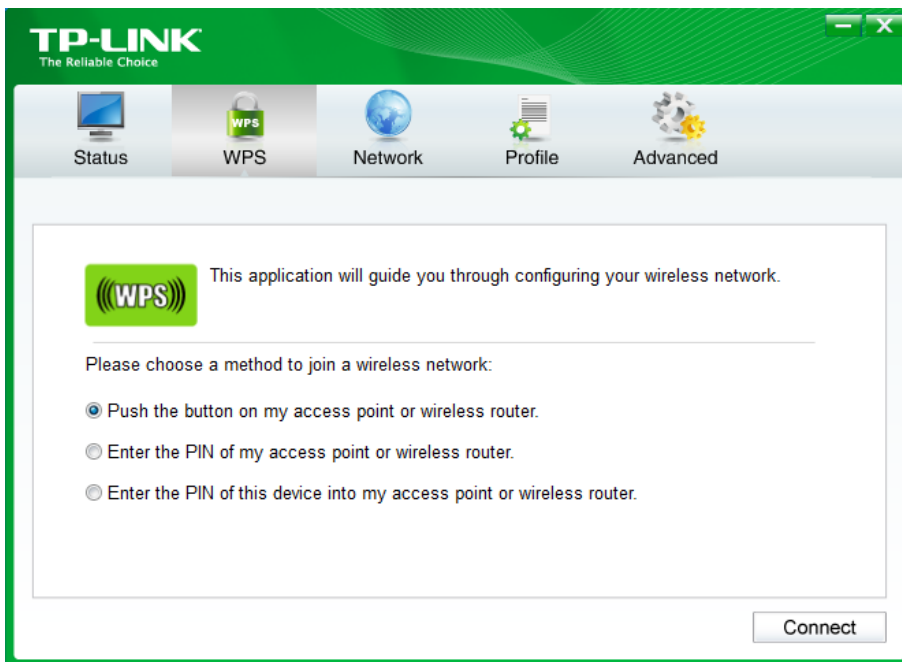 TP-LINK
The Reliable Choice
WPS
Status
WPS
Network
Profile
Advanced
((WPS))
This application will guide you through configuring your wireless network.
Please choose a method to join a wireless network:
Push the button on my access point or wireless router.
Enter the PIN of my access point or wireless router.
Enter the PIN of this device into my access point or wireless router.
Connect